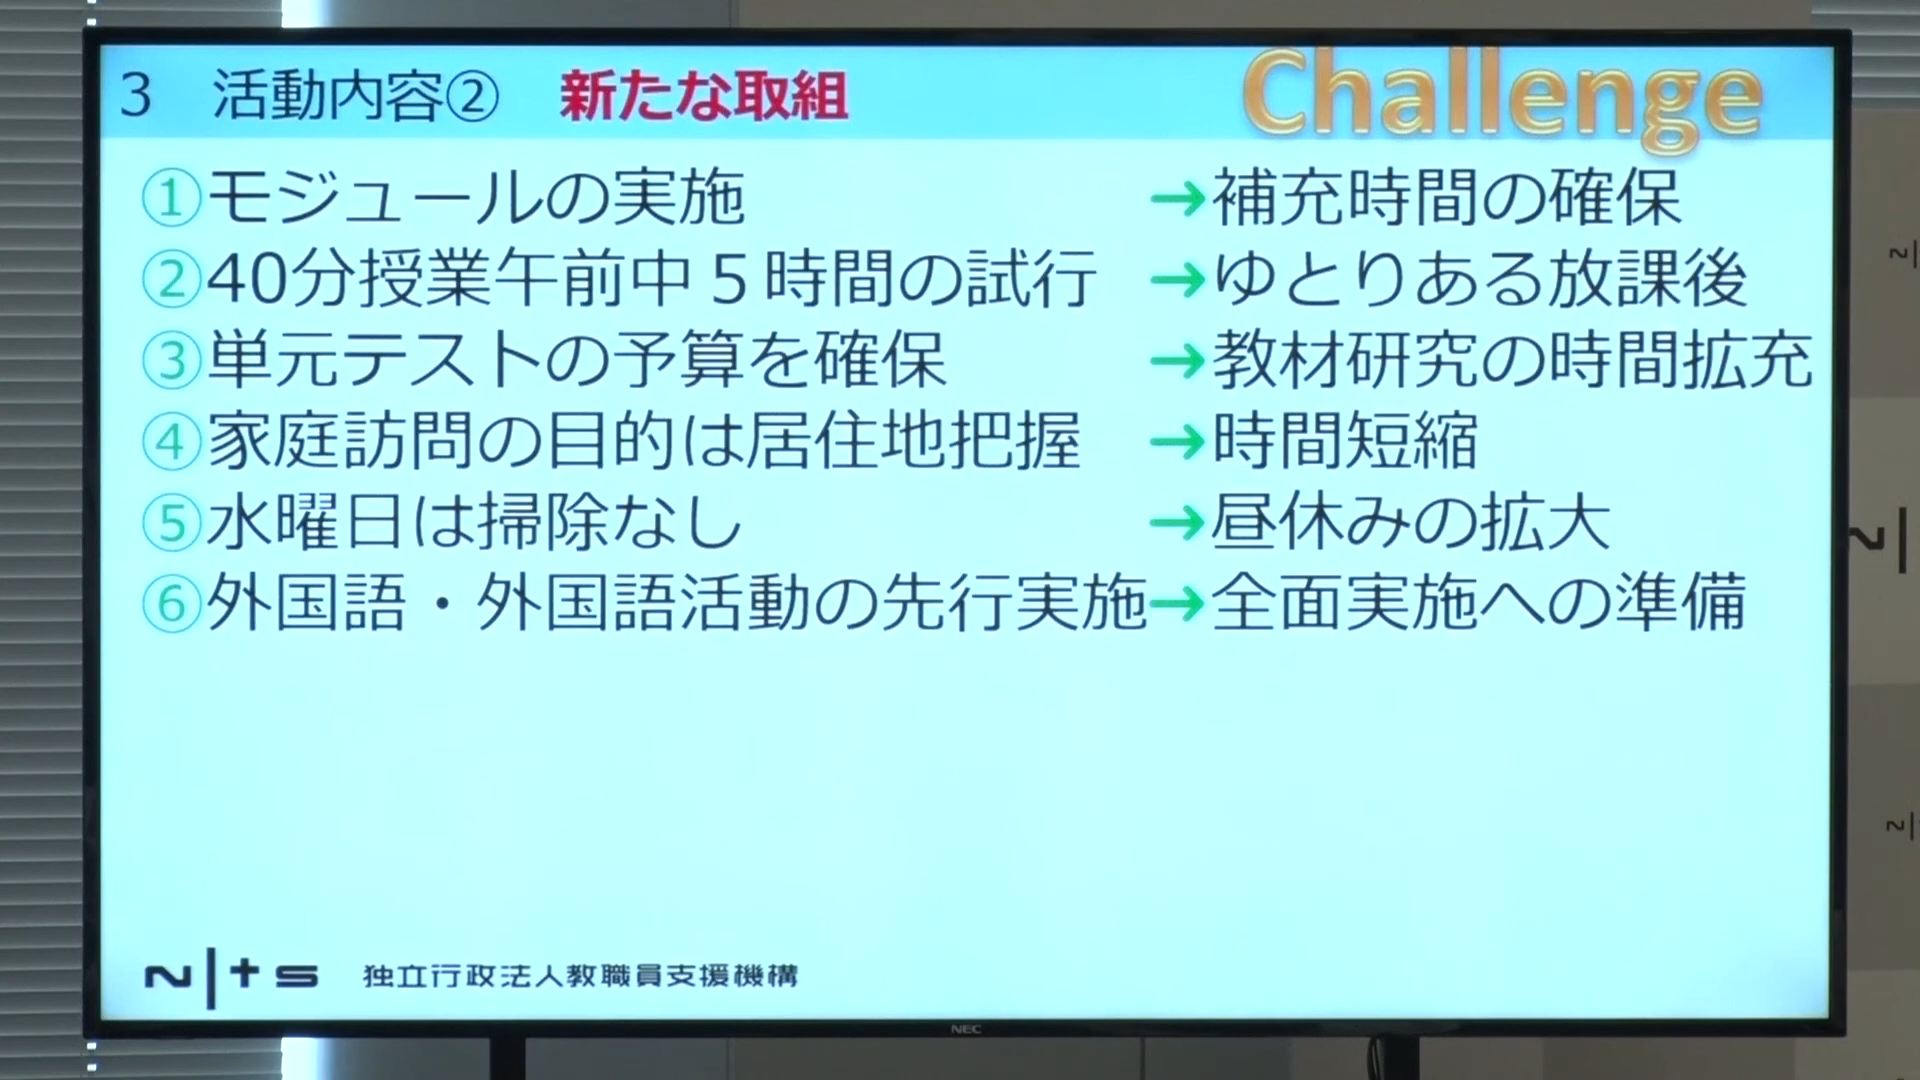 3 活動内容② 新たな取組 Challenge
①モジュールの実施 →補充時間の確保
②40分授業午前中５時間の試行 →ゆとりある放課後
③単元テストの予算を確保 →教材研究の時間拡充
④家庭訪問の目的は居住地把握 →時間短縮
⑤水曜日は掃除なし →昼休みの拡大
⑥外国語・外国語活動の先行実施→全面実施への準備
NITS 独立行政法人教職員支援機構
NEC